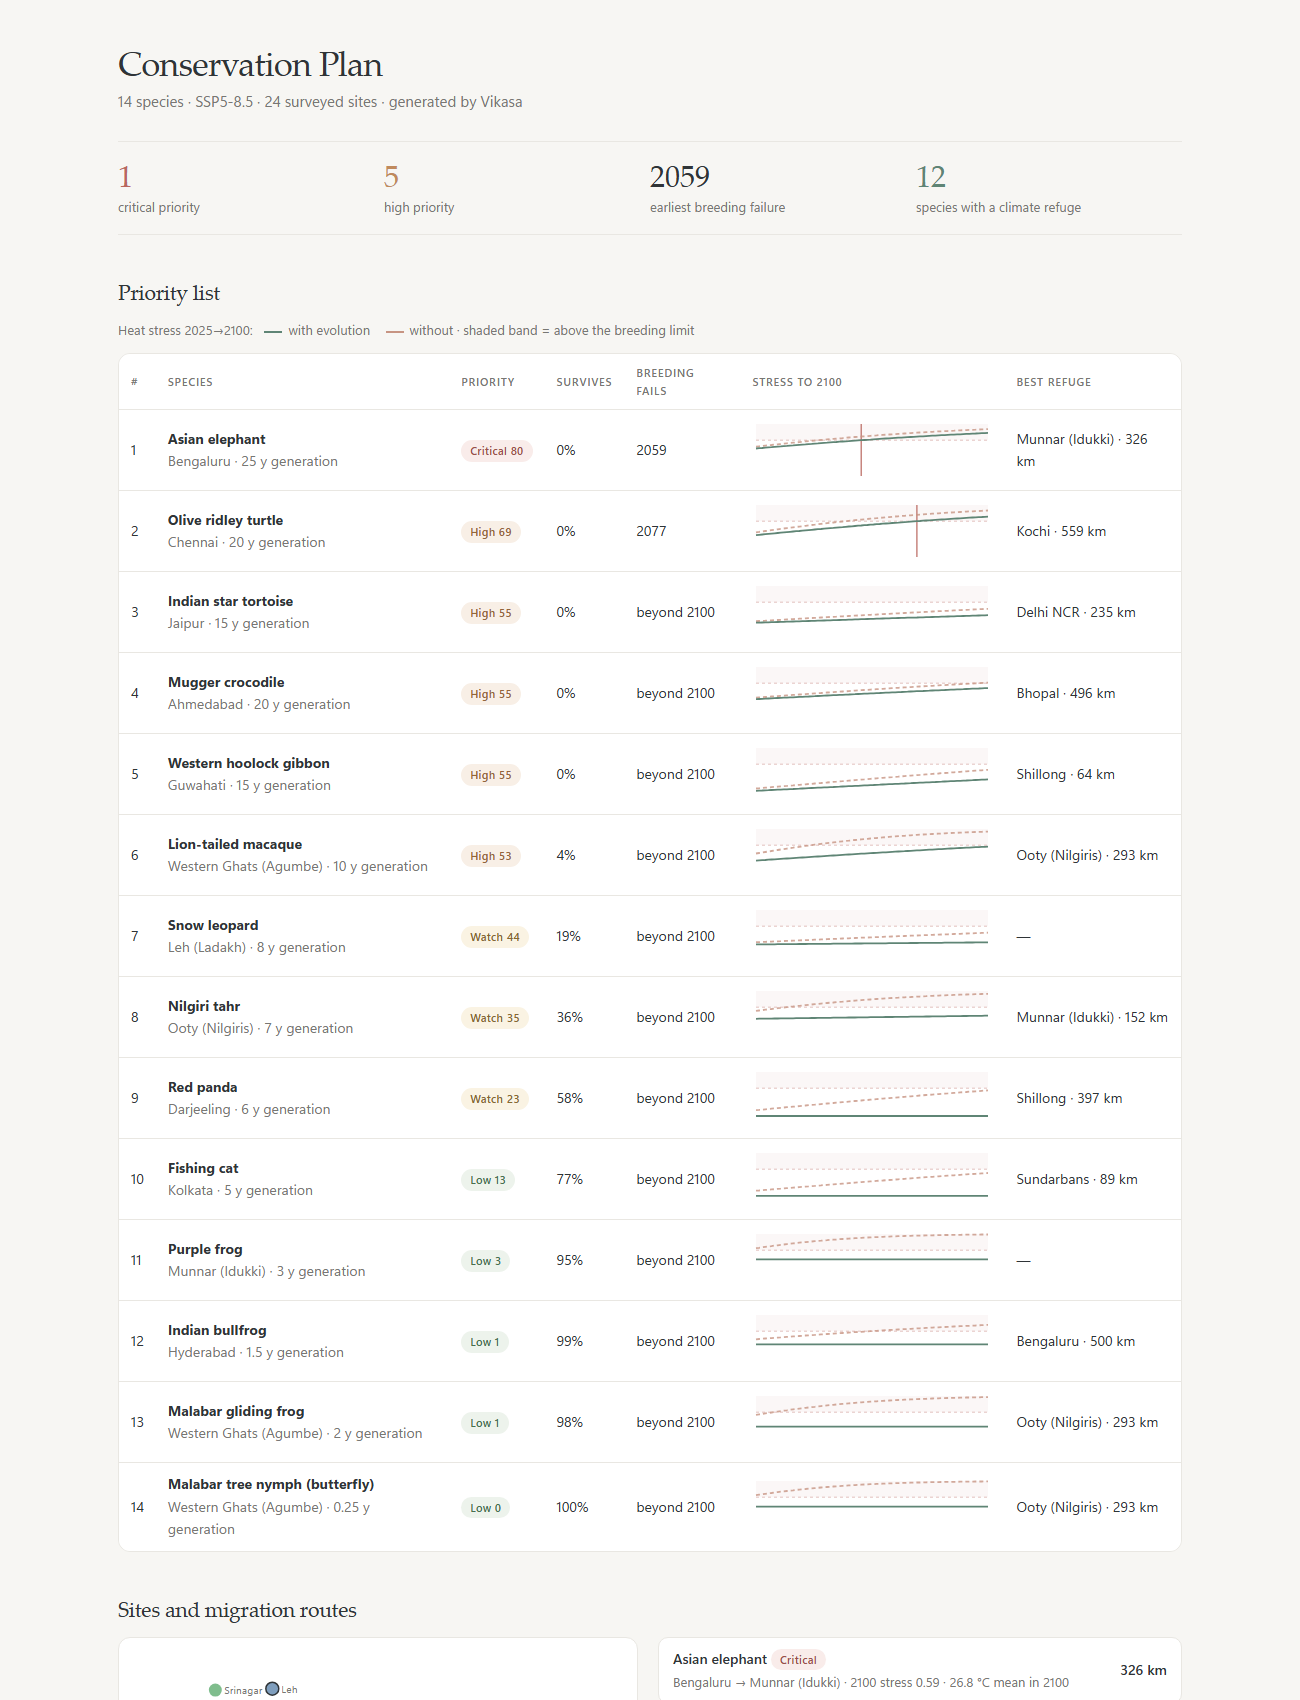 Conservation Plan
14 species · SSP5-8.5 · 24 surveyed sites · generated by Vikasa
1
critical priority
5
high priority
2059
earliest breeding failure
12
species with a climate refuge
Priority list
Heat stress 2025→2100: with evolution without · shaded band = above the breeding limit
# SPECIES PRIORITY SURVIVES BREEDING FAILS STRESS TO 2100 BEST REFUGE
1 Asian elephant Critical 80 0% 2059 Munnar (Idukki) · 326 km
Bengaluru · 25 y generation
2 Olive ridley turtle High 69 0% 2077 Kochi · 559 km
Chennai · 20 y generation
3 Indian star tortoise High 55 0% beyond 2100 Delhi NCR · 235 km
Jaipur · 15 y generation
4 Mugger crocodile High 55 0% beyond 2100 Bhopal · 496 km
Ahmedabad · 20 y generation
5 Western hoolock gibbon High 55 0% beyond 2100 Shillong · 64 km
Guwahati · 15 y generation
6 Lion-tailed macaque High 53 4% beyond 2100 Ooty (Nilgiris) · 293 km
Western Ghats (Agumbe) · 10 y generation
7 Snow leopard Watch 44 19% beyond 2100 —
Leh (Ladakh) · 8 y generation
8 Nilgiri tahr Watch 35 36% beyond 2100 Munnar (Idukki) · 152 km
Ooty (Nilgiris) · 7 y generation
9 Red panda Watch 23 58% beyond 2100 Shillong · 397 km
Darjeeling · 6 y generation
10 Fishing cat Low 13 77% beyond 2100 Sundarbans · 89 km
Kolkata · 5 y generation
11 Purple frog Low 3 95% beyond 2100 —
Munnar (Idukki) · 3 y generation
12 Indian bullfrog Low 1 99% beyond 2100 Bengaluru · 500 km
Hyderabad · 1.5 y generation
13 Malabar gliding frog Low 1 98% beyond 2100 Ooty (Nilgiris) · 293 km
Western Ghats (Agumbe) · 2 y generation
14 Malabar tree nymph (butterfly) Low 0 100% beyond 2100 Ooty (Nilgiris) · 293 km
Western Ghats (Agumbe) · 0.25 y
generation
Sites and migration routes
Srinagar Leh
Asian elephant Critical 326 km
Bengaluru → Munnar (Idukki) · 2100 stress 0.59 · 26.8 °C mean in 2100